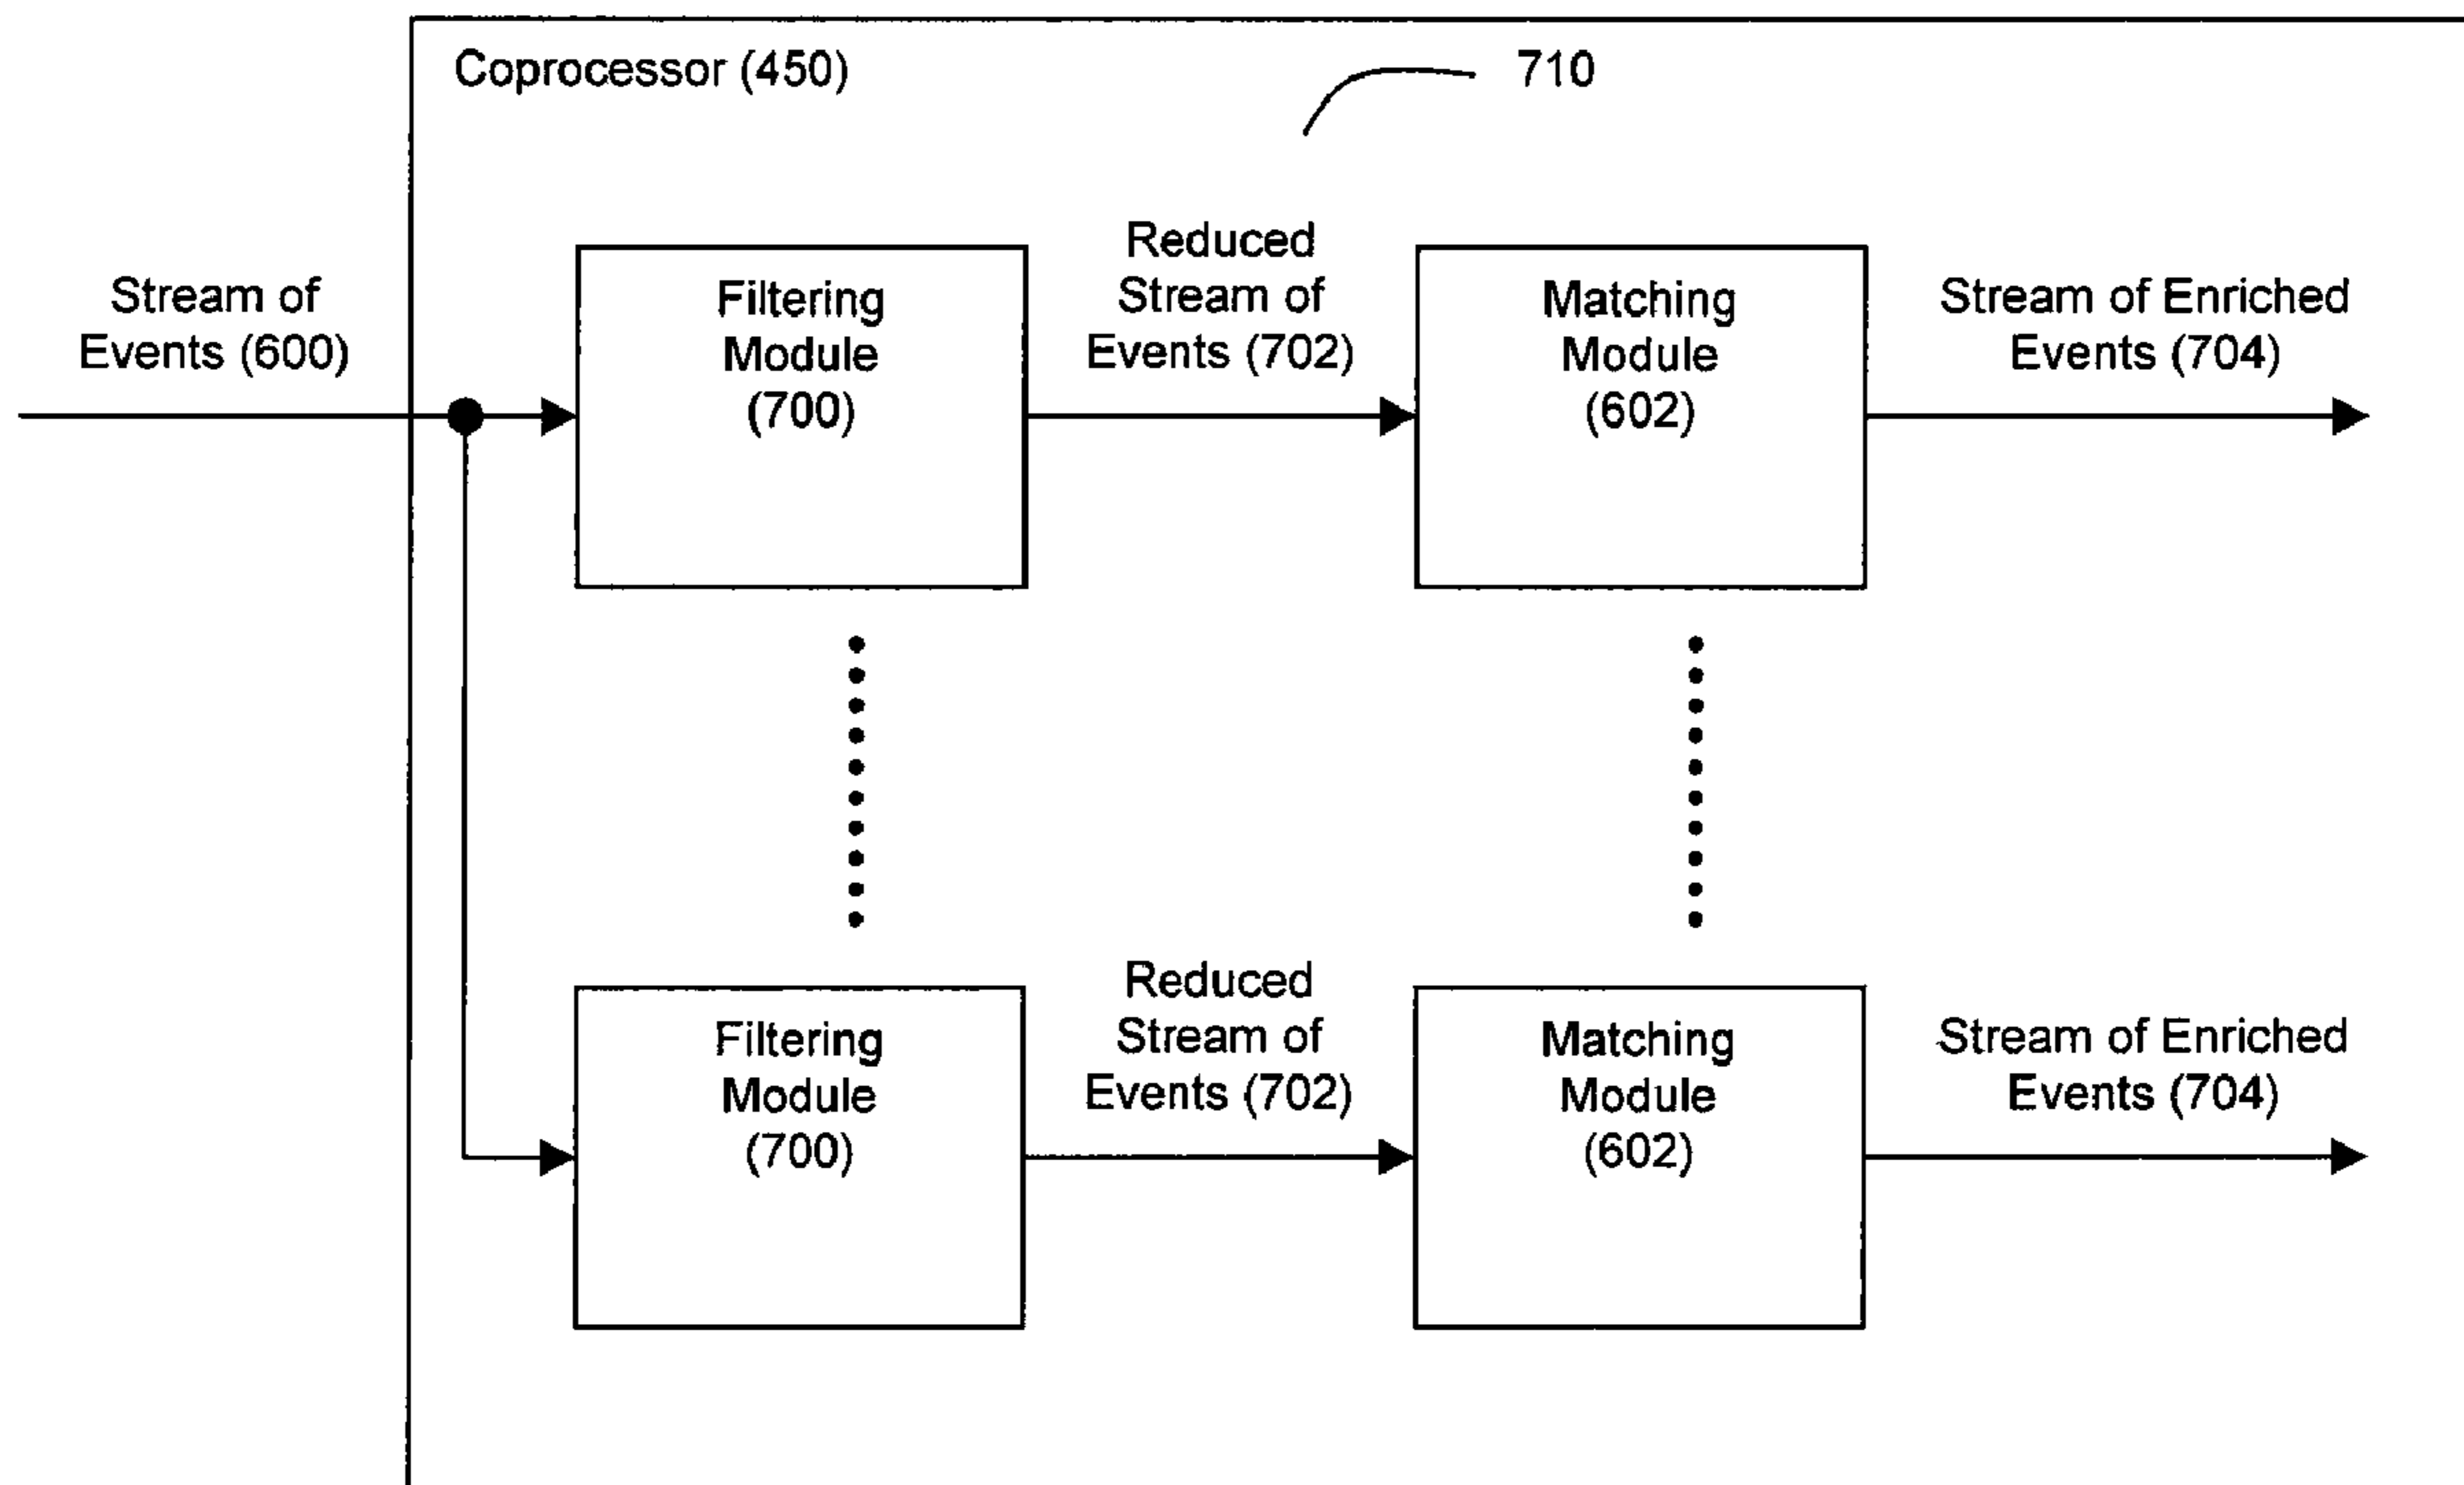 Coprocessor (450)
710
Stream of
Events (600)
Filtering
Module
(700)
Reduced
Stream of
Events (702)
Matching
Module
(602)
Stream of Enriched
Events (704)
Filtering
Module
(700)
Reduced
Stream of
Events (702)
Matching
Module
(602)
Stream of Enriched
Events (704)